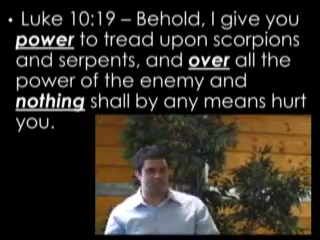 • Luke 10:19 – Behold, I give you
power to tread upon scorpions
and serpents, and over all the
power of the enemy and
nothing shall by any means hurt
you.